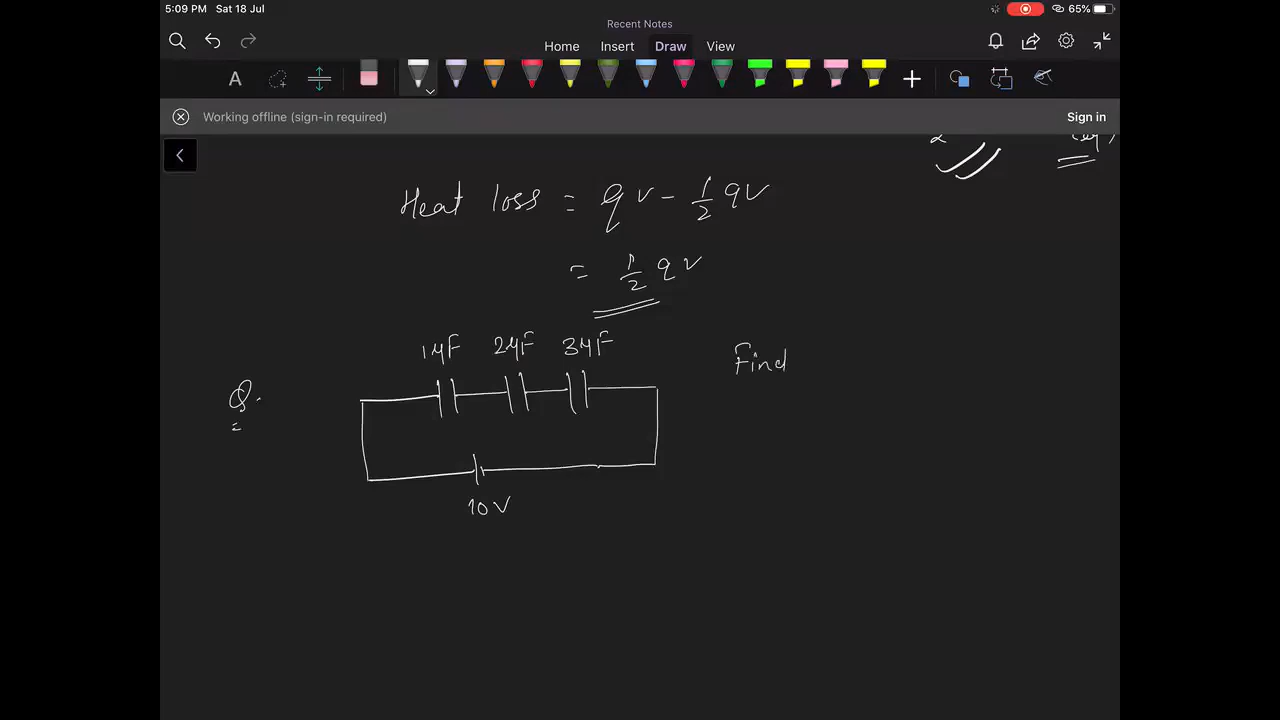 5:09 PM Sat 18 Jul 65%
Recent Notes
Home Insert Draw View
A
Working offline (sign-in required) Sign in
Heat loss = qv - 1/2 qv
= 1/2 qv
1μF 2μF 3μF
Find
Q.
10V